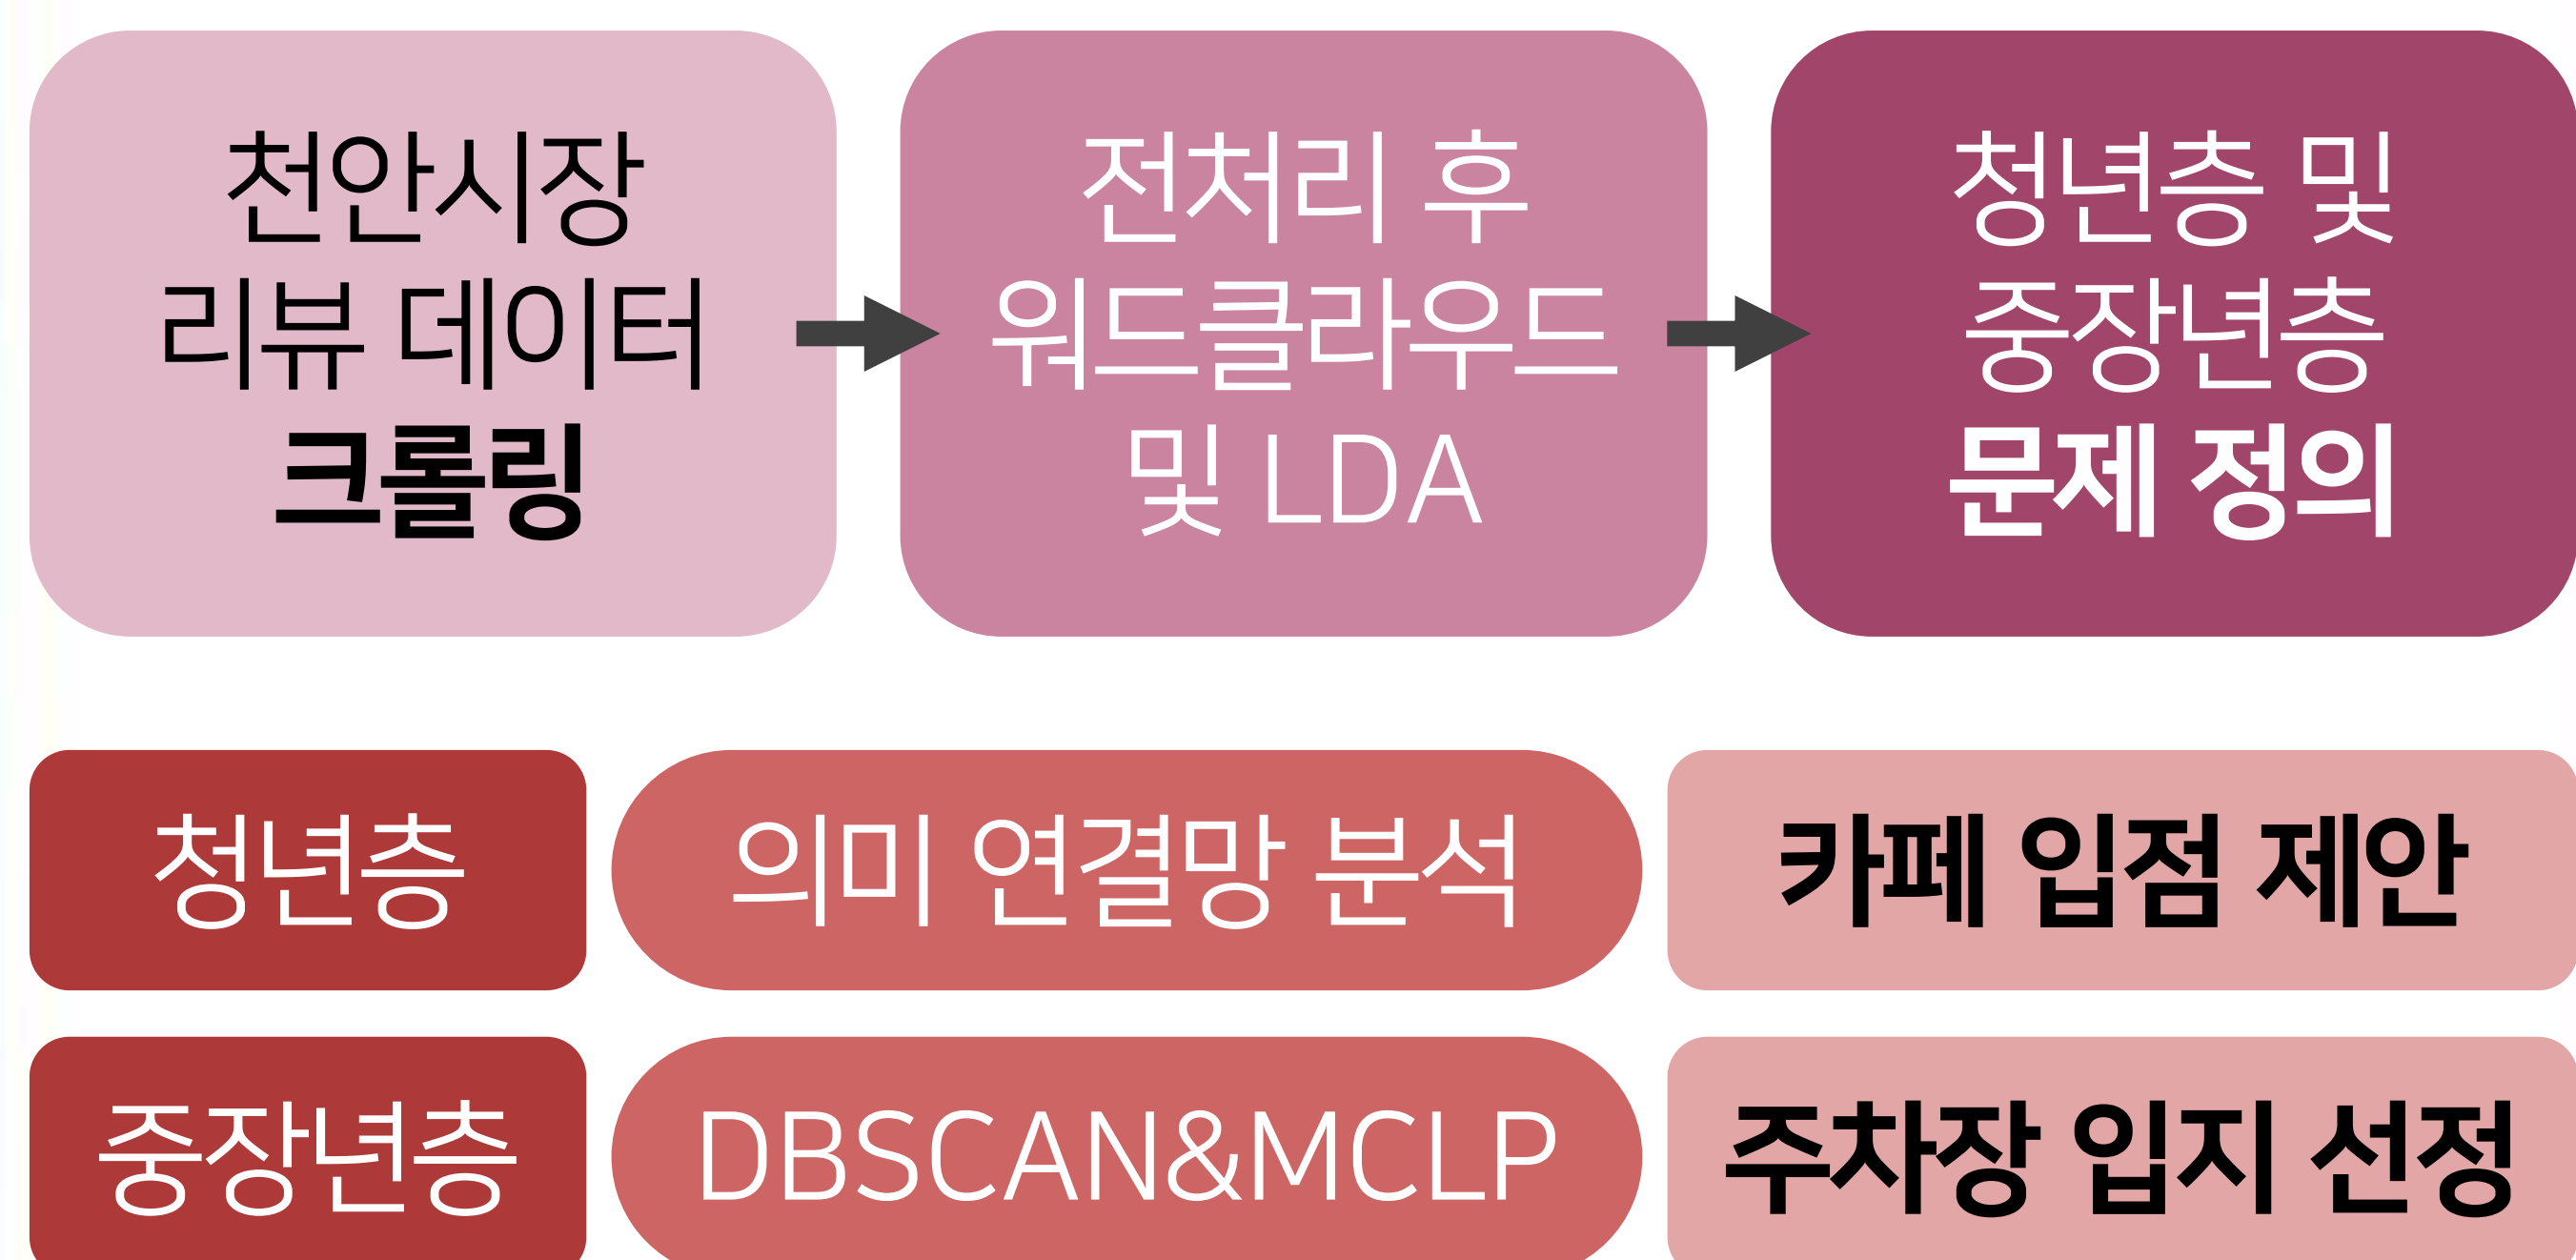 천안시장
리뷰 데이터
크롤링
전처리 후
워드클라우드
및 LDA
청년층 및
중장년층
문제 정의
청년층
의미 연결망 분석
카페 입점 제안
중장년층
DBSCAN&MCLP
주차장 입지 선정